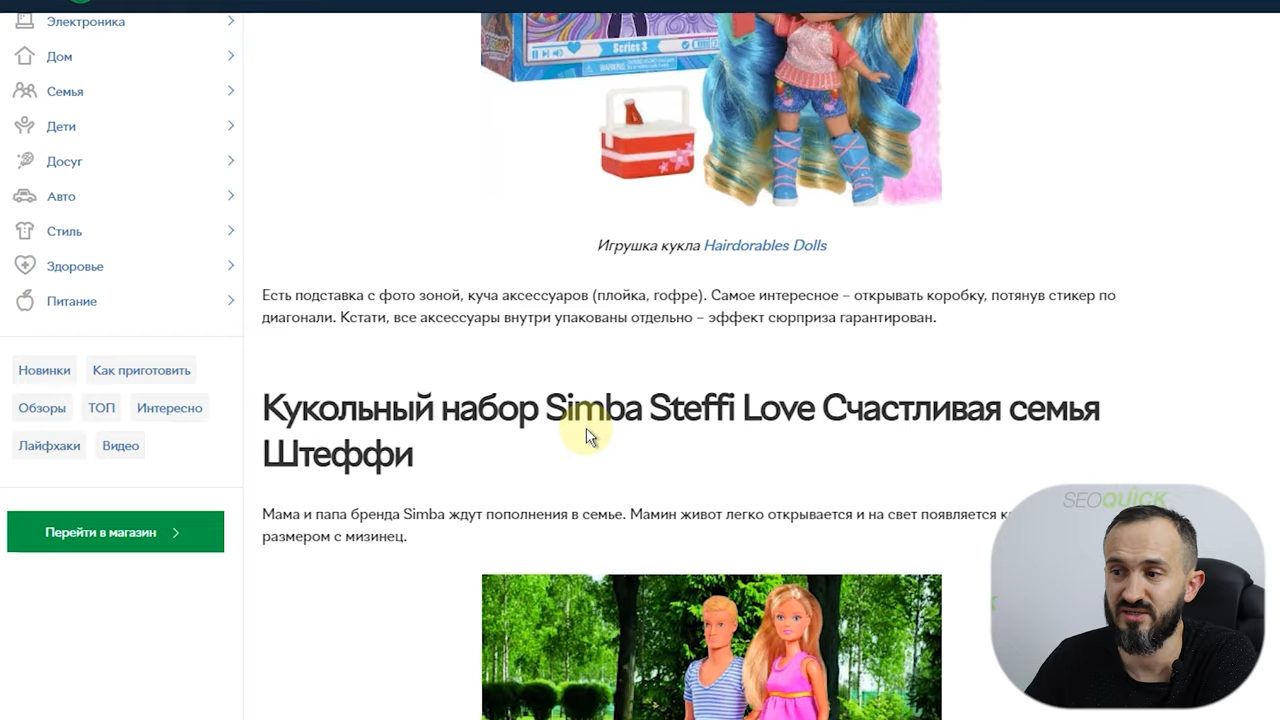 Электроника
Дом
Семья
Дети
Досуг
Авто
Стиль
Здоровье
Питание
Новинки
Как приготовить
Обзоры
ТОП
Интересно
Лайфхаки
Видео
Перейти в магазин
Series 3
WARNING
Игрушка кукла Hairdorables Dolls
Есть подставка с фото зоной, куча аксессуаров (плойка, гофре). Самое интересное – открывать коробку, потянув стикер по
диагонали. Кстати, все аксессуары внутри упакованы отдельно – эффект сюрприза гарантирован.
Кукольный набор Simba Steffi Love Счастливая семья
Штеффи
Мама и папа бренда Simba ждут пополнения в семье. Мамин живот легко открывается и на свет появляется
размером с мизинец.
SEOQUICK